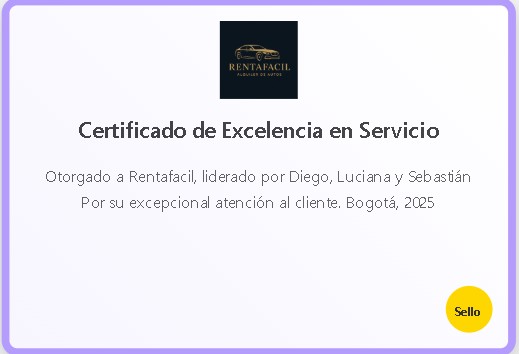 RENTAFACIL
ALQUILER DE AUTOS
Certificado de Excelencia en Servicio
Otorgado a Rentafacil, liderado por Diego, Luciana y Sebastián
Por su excepcional atención al cliente. Bogotá, 2025
Sello